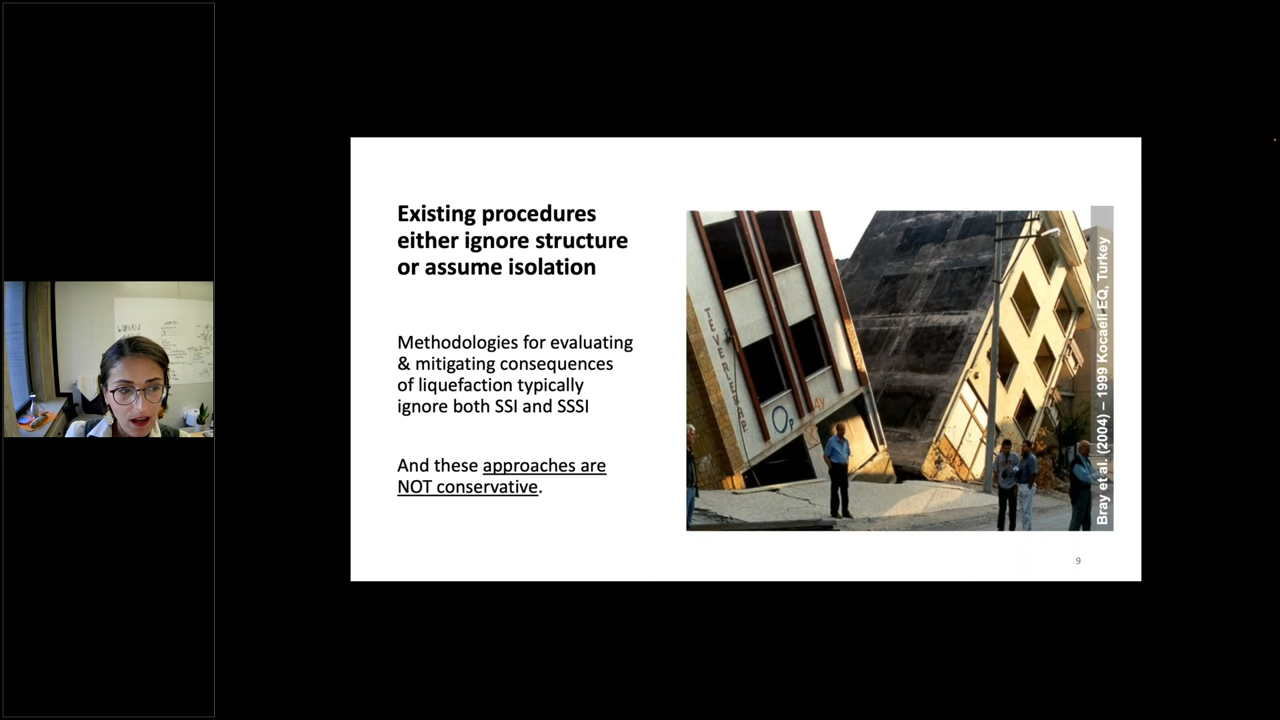 Existing procedures
either ignore structure
or assume isolation
Methodologies for evaluating
& mitigating consequences
of liquefaction typically
ignore both SSI and SSSI
And these approaches are
NOT conservative.
Bray et al. (2004) – 1999 Kocaeli EQ, Turkey
9